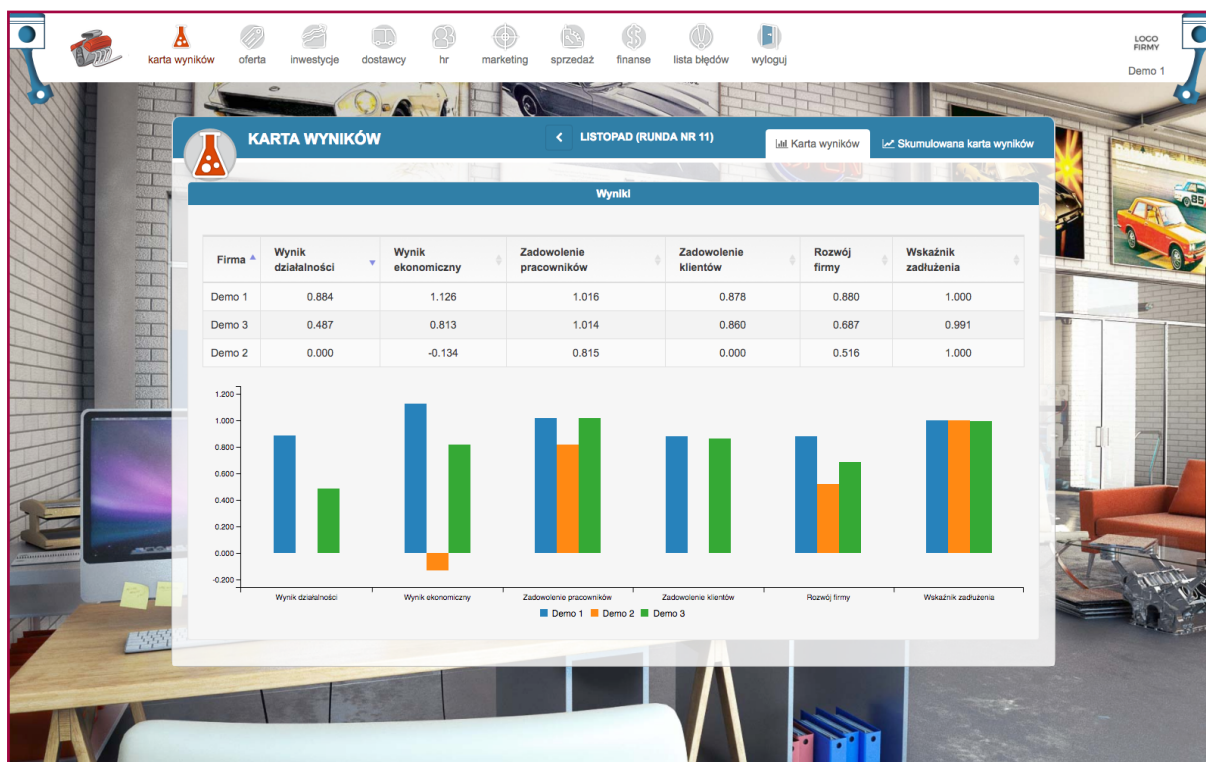 karta wyników oferta inwestycje dostawcy hr marketing sprzedaż finanse lista błędów wyloguj
LOGO
FIRMY
Demo 1
KARTA WYNIKÓW
LISTOPAD (RUNDA NR 11)
Karta wyników
Skumulowana karta wyników
Wyniki
Firma Wynik działalności Wynik ekonomiczny Zadowolenie pracowników Zadowolenie klientów Rozwój firmy Wskaźnik zadłużenia
Demo 1 0.884 1.126 1.016 0.878 0.880 1.000
Demo 3 0.487 0.813 1.014 0.860 0.687 0.991
Demo 2 0.000 -0.134 0.815 0.000 0.516 1.000
1.200
1.000
0.800
0.600
0.400
0.200
0.000
-0.200
Wynik działalności Wynik ekonomiczny Zadowolenie pracowników Zadowolenie klientów Rozwój firmy Wskaźnik zadłużenia
Demo 1 Demo 2 Demo 3
85